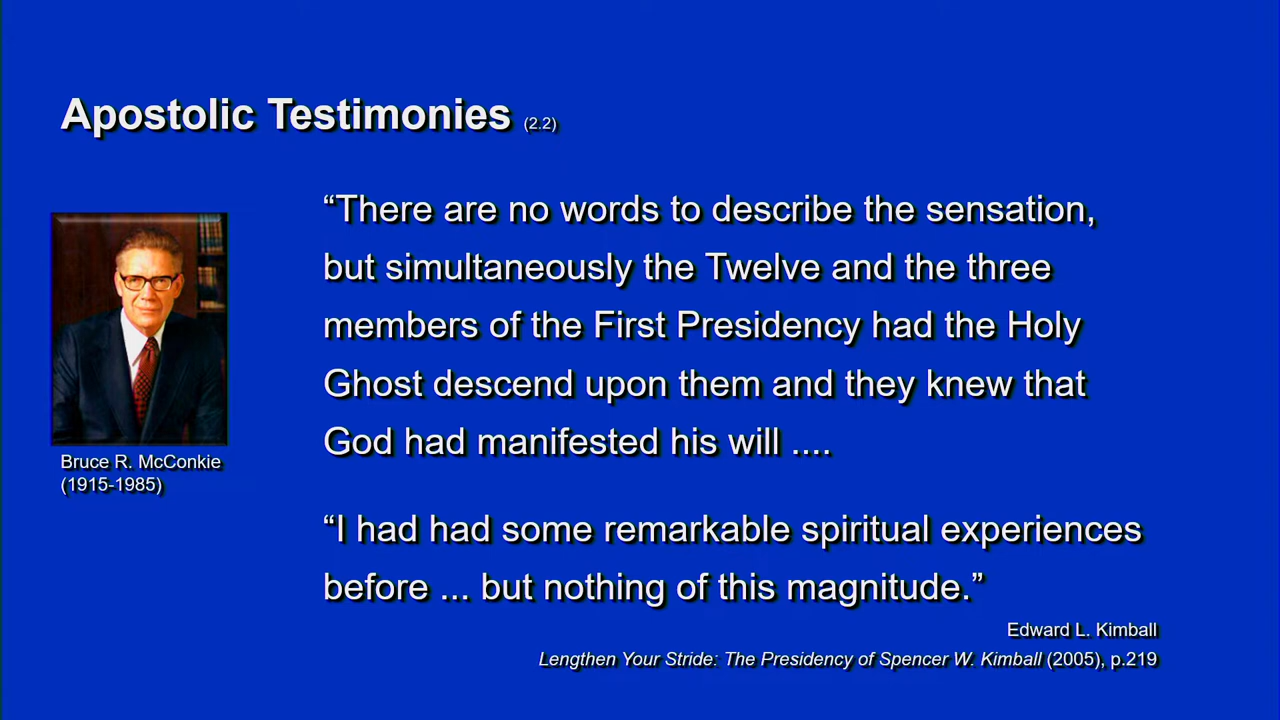 Apostolic Testimonies (2.2)
“There are no words to describe the sensation,
but simultaneously the Twelve and the three
members of the First Presidency had the Holy
Ghost descend upon them and they knew that
God had manifested his will ....
Bruce R. McConkie
(1915-1985)
“I had had some remarkable spiritual experiences
before ... but nothing of this magnitude.”
Edward L. Kimball
Lengthen Your Stride: The Presidency of Spencer W. Kimball (2005), p.219